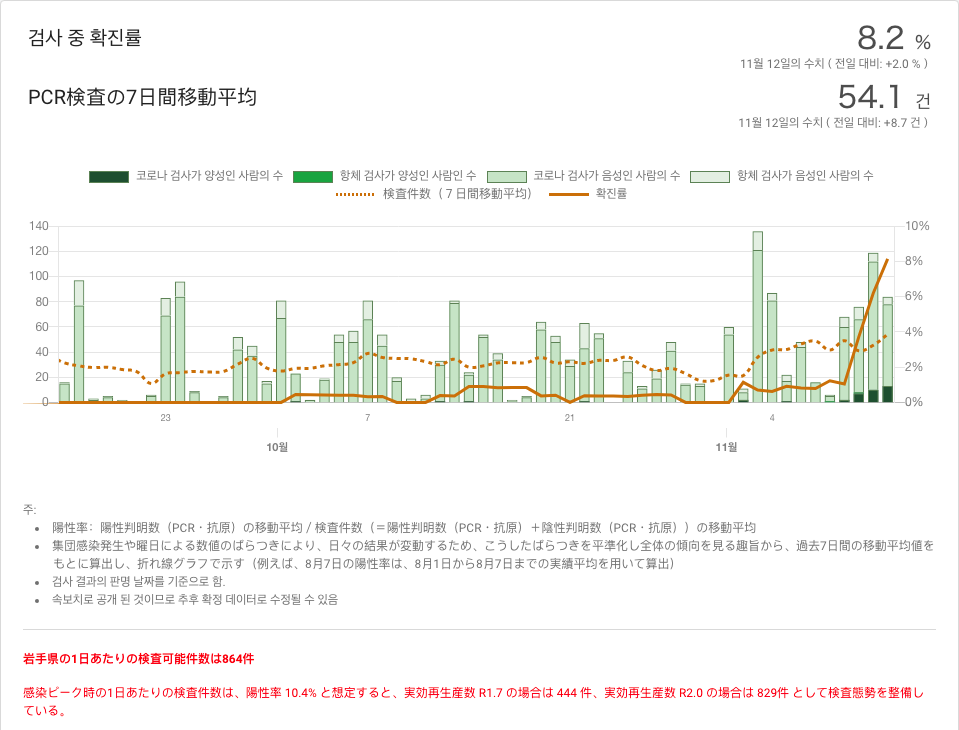 검사 중 확진률
8.2 %
11월 12일의 수치 ( 전일 대비: +2.0 % )
PCR検査の7日間移動平均
54.1 건
11월 12일의 수치 ( 전일 대비: +8.7 건 )
코로나 검사가 양성인 사람의 수 항체 검사가 양성인 사람인 수 코로나 검사가 음성인 사람의 수 항체 검사가 음성인 사람의 수
検査件数（７日間移動平均） 확진률
140 10%
120 8%
100
80 6%
60 4%
40 2%
20
0 0%
23 7 21 4
10월 11월
주:
陽性率：陽性判明数（PCR・抗原）の移動平均 / 検査件数（＝陽性判明数（PCR・抗原）＋陰性判明数（PCR・抗原））の移動平均
集団感染発生や曜日による数値のばらつきにより、日々の結果が変動するため、こうしたばらつきを平準化し全体の傾向を見る趣旨から、過去7日間の移動平均値を
もとに算出し、折れ線グラフで示す（例えば、8月7日の陽性率は、8月1日から8月7日までの実績平均を用いて算出）
검사 결과의 판명 날짜를 기준으로 함.
속보치로 공개 된 것이므로 추후 확정 데이터로 수정될 수 있음
岩手県の1日あたりの検査可能件数は864件
感染ピーク時の1日あたりの検査件数は、陽性率 10.4% と想定すると、実効再生産数 R1.7 の場合は 444 件、実効再生産数 R2.0 の場合は 829件 として検査態勢を整備し
ている。